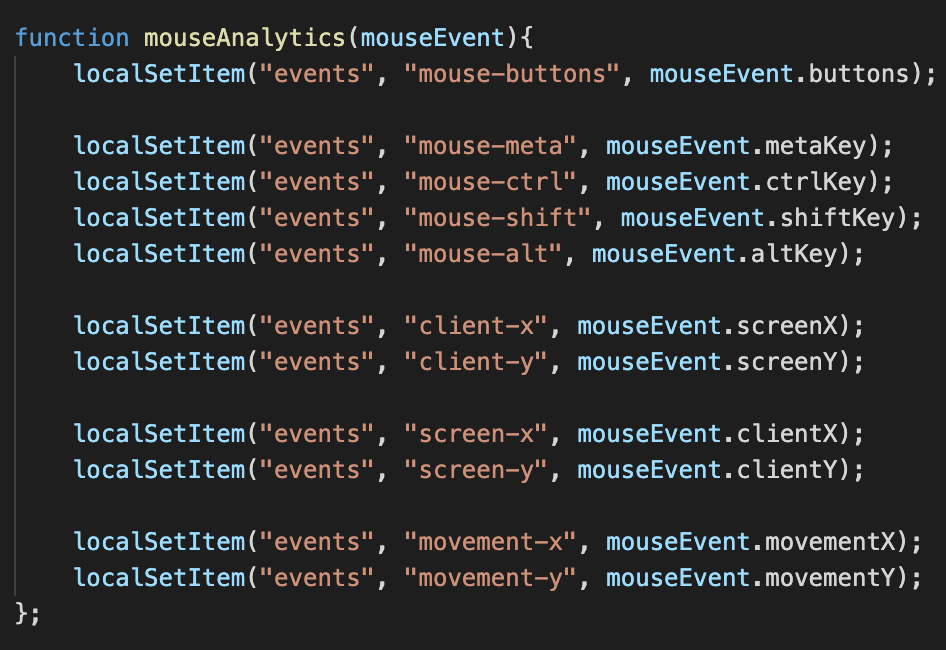 function mouseAnalytics(mouseEvent){
localSetItem("events", "mouse-buttons", mouseEvent.buttons);
localSetItem("events", "mouse-meta", mouseEvent.metaKey);
localSetItem("events", "mouse-ctrl", mouseEvent.ctrlKey);
localSetItem("events", "mouse-shift", mouseEvent.shiftKey);
localSetItem("events", "mouse-alt", mouseEvent.altKey);
localSetItem("events", "client-x", mouseEvent.screenX);
localSetItem("events", "client-y", mouseEvent.screenY);
localSetItem("events", "screen-x", mouseEvent.clientX);
localSetItem("events", "screen-y", mouseEvent.clientY);
localSetItem("events", "movement-x", mouseEvent.movementX);
localSetItem("events", "movement-y", mouseEvent.movementY);
};